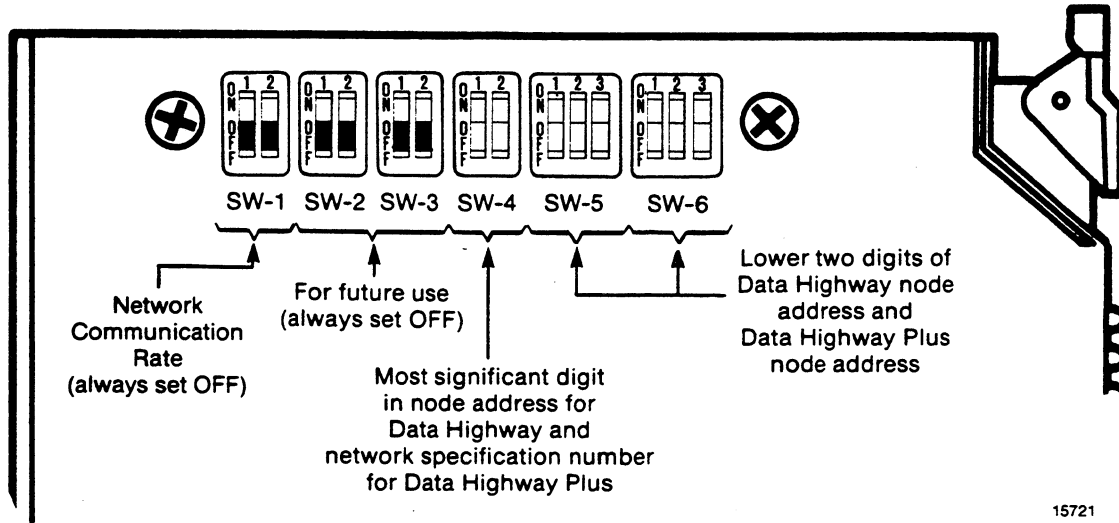 1 2 1 2 1 2 1 2 1 2 3 1 2 3
ON ON ON ON ON ON
OFF OFF OFF OFF OFF OFF
SW-1 SW-2 SW-3 SW-4 SW-5 SW-6
Network
Communication
Rate
(always set OFF)
For future use
(always set OFF)
Most significant digit
in node address for
Data Highway and
network specification number
for Data Highway Plus
Lower two digits of
Data Highway node
address and
Data Highway Plus
node address
15721